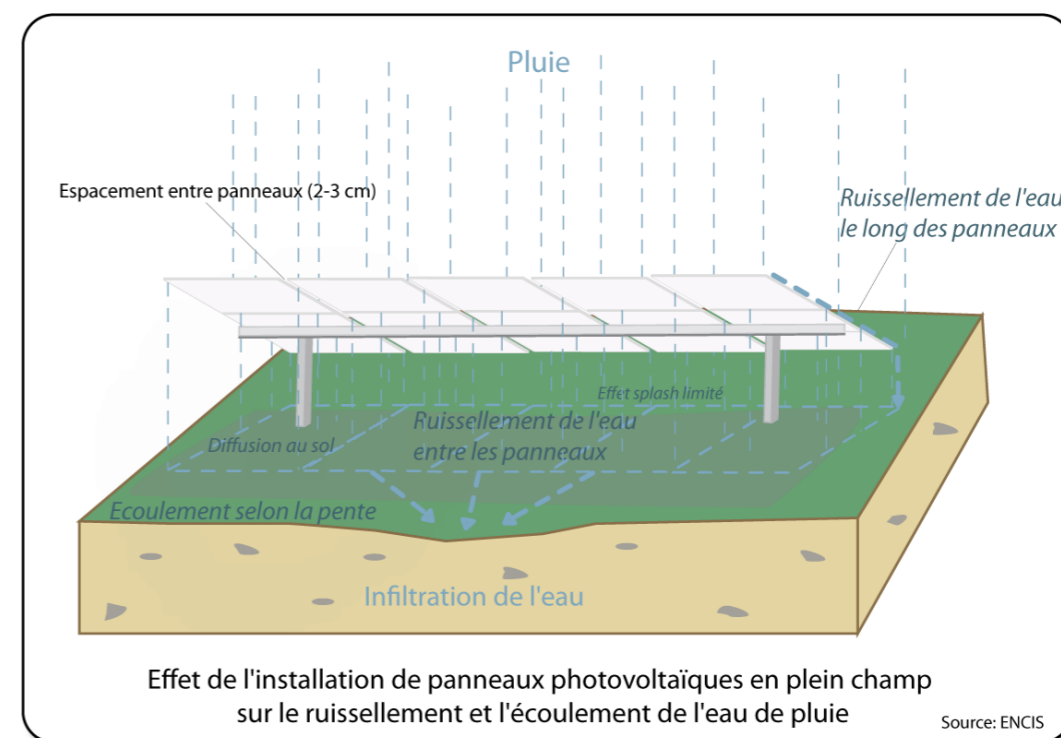 Pluie
Espacement entre panneaux (2-3 cm)
Ruissellement de l'eau
le long des panneaux
Effet splash limité
Ruissellement de l'eau
entre les panneaux
Diffusion au sol
Ecoulement selon la pente
Infiltration de l'eau
Effet de l'installation de panneaux photovoltaïques en plein champ
sur le ruissellement et l'écoulement de l'eau de pluie
Source: ENCIS